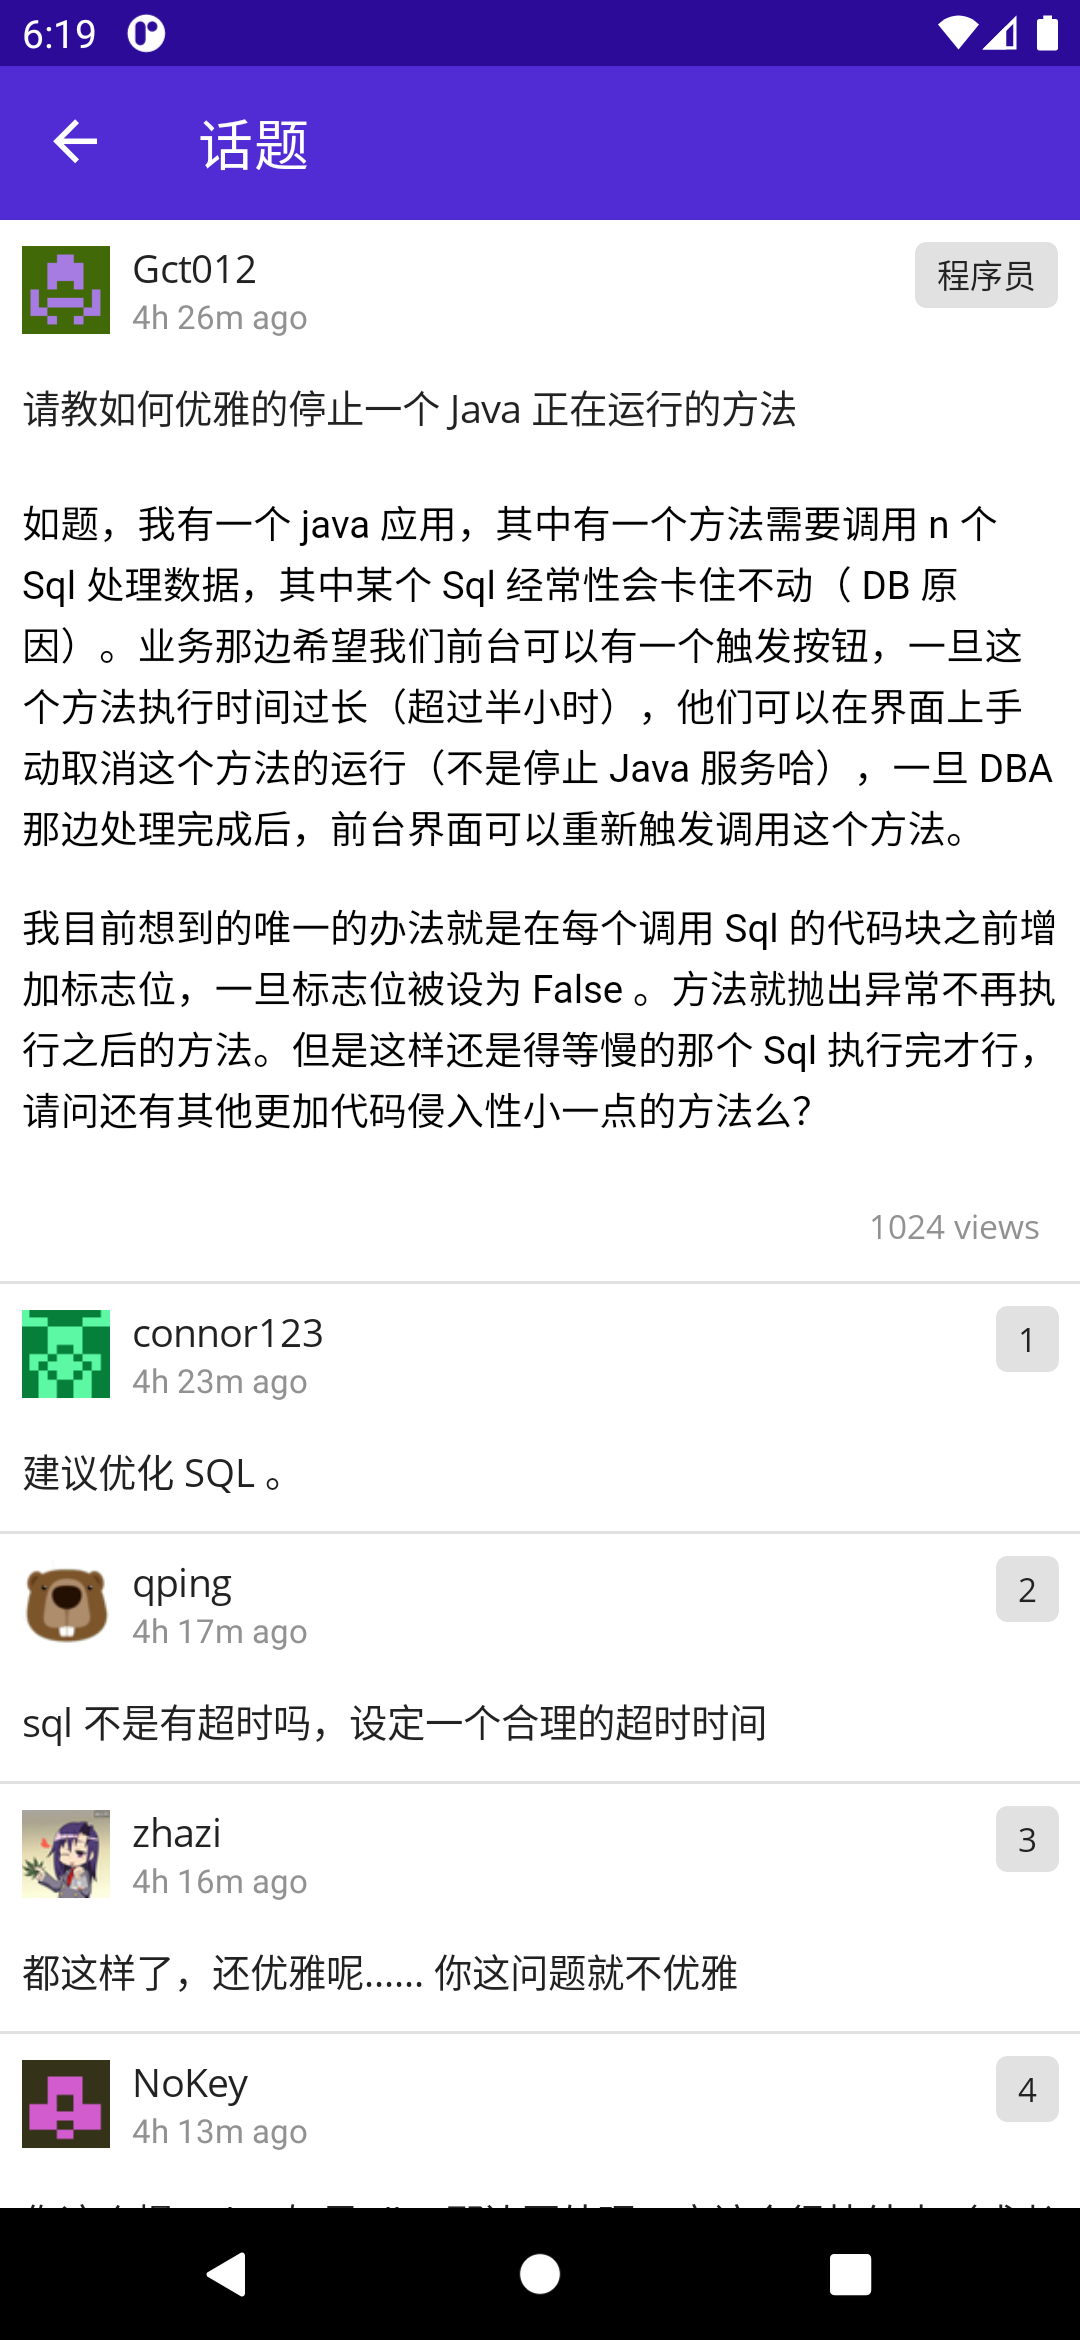 6:19
话题
Gct012
程序员
4h 26m ago
请教如何优雅的停止一个 Java 正在运行的方法
如题，我有一个 java 应用，其中有一个方法需要调用 n 个
Sql 处理数据，其中某个 Sql 经常性会卡住不动（ DB 原
因）。业务那边希望我们前台可以有一个触发按钮，一旦这
个方法执行时间过长（超过半小时），他们可以在界面上手
动取消这个方法的运行（不是停止 Java 服务哈），一旦 DBA
那边处理完成后，前台界面可以重新触发调用这个方法。
我目前想到的唯一的办法就是在每个调用 Sql 的代码块之前增
加标志位，一旦标志位被设为 False 。方法就抛出异常不再执
行之后的方法。但是这样还是得等慢的那个 Sql 执行完才行，
请问还有其他更加代码侵入性小一点的方法么？
1024 views
connor123
1
4h 23m ago
建议优化 SQL 。
qping
2
4h 17m ago
sql 不是有超时吗，设定一个合理的超时时间
zhazi
3
4h 16m ago
都这样了，还优雅呢...... 你这问题就不优雅
NoKey
4
4h 13m ago